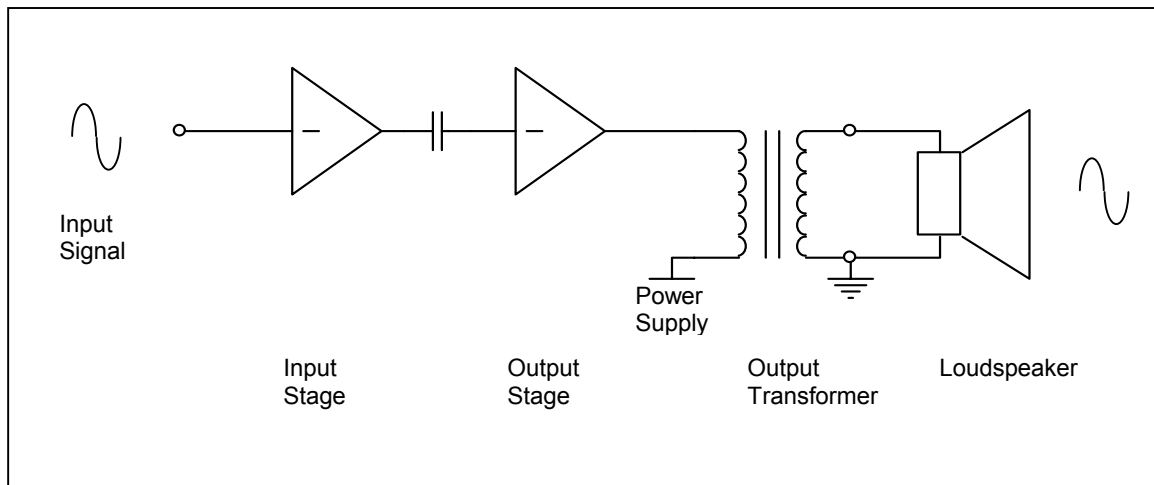 Input
Signal
Power
Supply
Input
Stage
Output
Stage
Output
Transformer
Loudspeaker